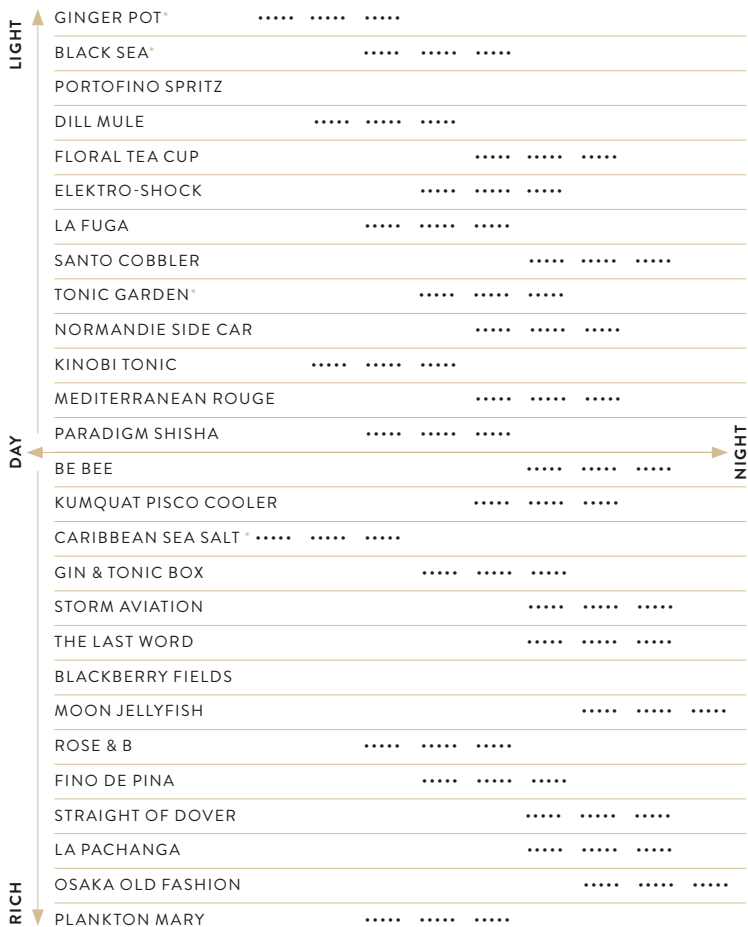 LIGHT
GINGER POT* ..... ..... .....
BLACK SEA* ..... ..... .....
PORTOFINO SPRITZ
DILL MULE ..... ..... .....
FLORAL TEA CUP ..... ..... .....
ELEKTRO-SHOCK ..... ..... .....
LA FUGA ..... ..... .....
SANTO COBBLER ..... ..... .....
TONIC GARDEN* ..... ..... .....
NORMANDIE SIDE CAR ..... ..... .....
KINOBI TONIC ..... ..... .....
MEDITERRANEAN ROUGE ..... ..... .....
PARADIGM SHISHA ..... ..... .....
DAY
NIGHT
BE BEE ..... ..... .....
KUMQUAT PISCO COOLER ..... ..... .....
CARIBBEAN SEA SALT * ..... ..... .....
GIN & TONIC BOX ..... ..... .....
STORM AVIATION ..... ..... .....
THE LAST WORD ..... ..... .....
BLACKBERRY FIELDS
MOON JELLYFISH ..... ..... .....
ROSE & B ..... ..... .....
FINO DE PINA ..... ..... .....
STRAIGHT OF DOVER ..... ..... .....
LA PACHANGA ..... ..... .....
OSAKA OLD FASHION ..... ..... .....
RICH
PLANKTON MARY ..... ..... .....